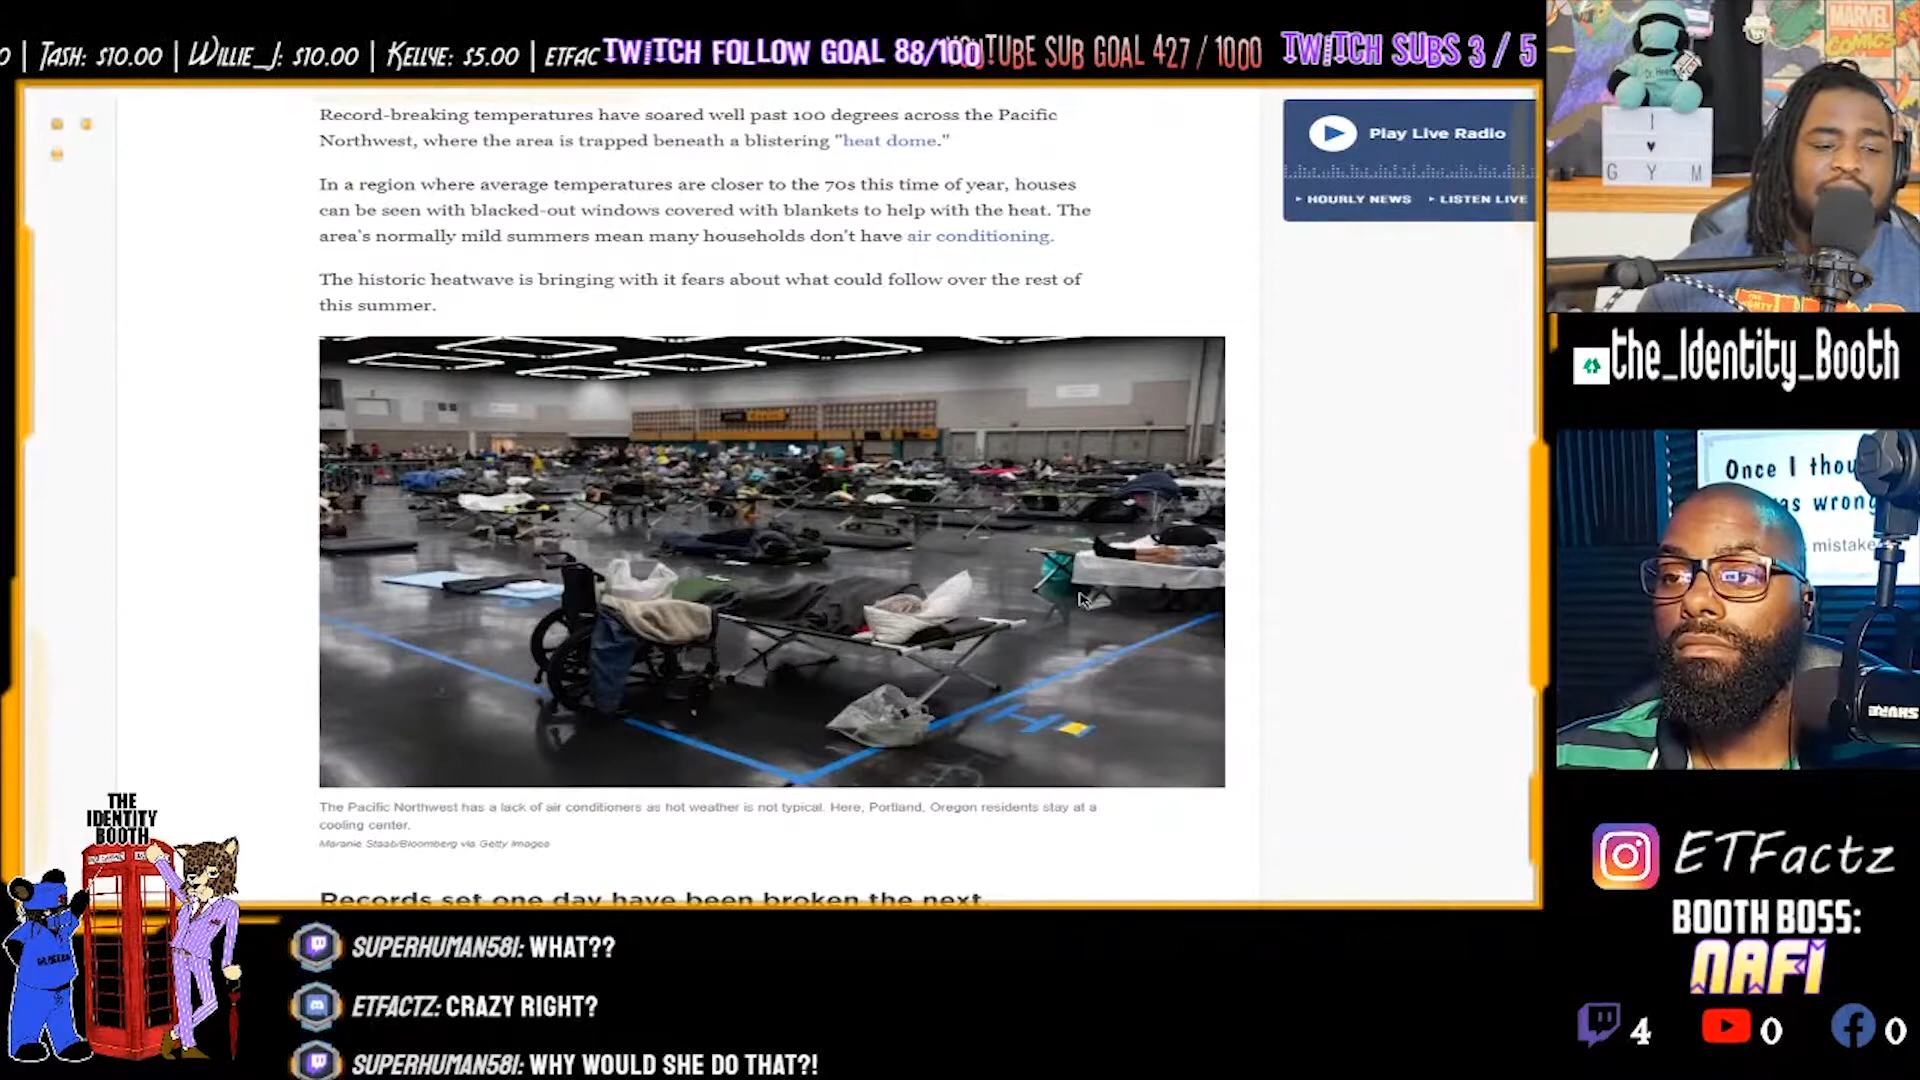 | TASH: $10.00 | WILLIE_J: $10.00 | KELLYE: $5.00 | ETFAC
TWITCH FOLLOW GOAL 88/100
UTUBE SUB GOAL 427 / 1000
TWITCH SUBS 3 / 5
Record-breaking temperatures have soared well past 100 degrees across the Pacific
Northwest, where the area is trapped beneath a blistering "heat dome."
In a region where average temperatures are closer to the 70s this time of year, houses
can be seen with blacked-out windows covered with blankets to help with the heat. The
area's normally mild summers mean many households don't have air conditioning.
The historic heatwave is bringing with it fears about what could follow over the rest of
this summer.
The Pacific Northwest has a lack of air conditioners as hot weather is not typical. Here, Portland, Oregon residents stay at a
cooling center.
Maranie Staab/Bloomberg via Getty Images
Records set one day have been broken the next
Play Live Radio
▸ HOURLY NEWS ▸ LISTEN LIVE
MARVEL
COMICS
I
♥
G Y M
the_Identity_Booth
Once I thou
as wrong
mistake
SHURE
ETFactz
BOOTH BOSS:
NAFI
4 0 0
THE
IDENTITY
BOOTH
SUPERHUMAN581: WHAT??
ETFACTZ: CRAZY RIGHT?
SUPERHUMAN581: WHY WOULD SHE DO THAT?!